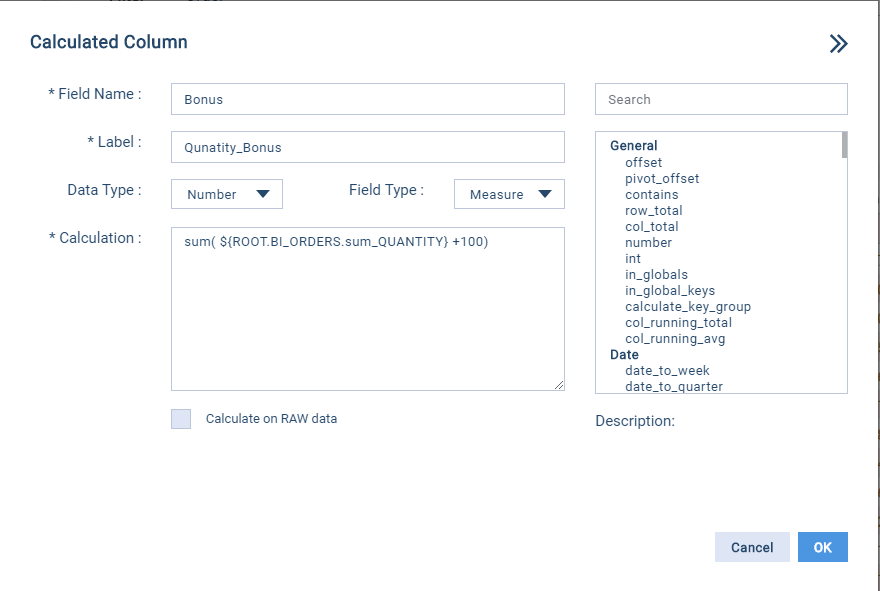 Calculated Column
* Field Name :
Bonus
* Label :
Qunatity_Bonus
Data Type :
Number
Field Type :
Measure
* Calculation :
sum( ${ROOT.BI_ORDERS.sum_QUANTITY} +100)
Calculate on RAW data
Search
General
offset
pivot_offset
contains
row_total
col_total
number
int
in_globals
in_global_keys
calculate_key_group
col_running_total
col_running_avg
Date
date_to_week
date_to_quarter
Description:
Cancel
OK